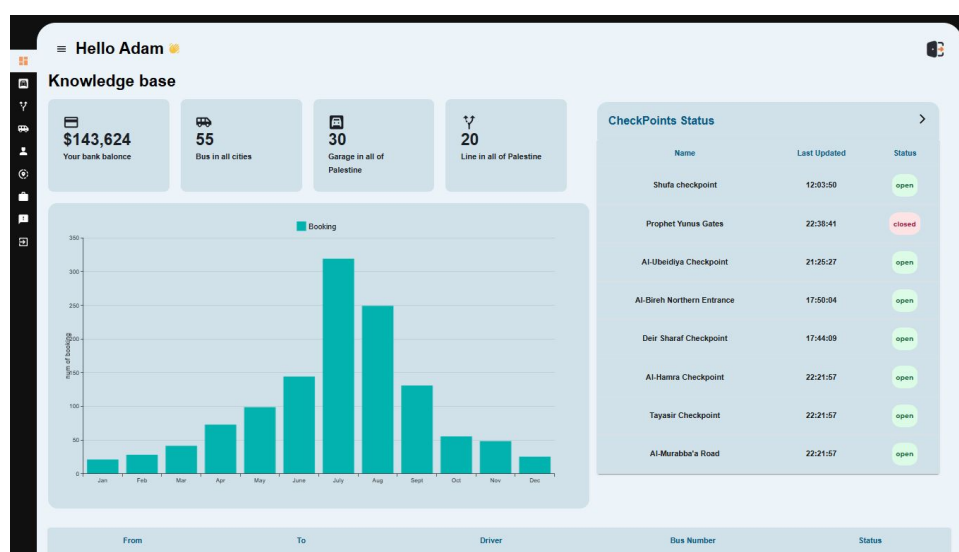 Hello Adam
Knowledge base
$143,624
Your bank balonce
55
Bus in all cities
30
Garage in all of
Palestine
20
Line in all of Palestine
Booking
num of booking
350
300
250
200
150
100
50
0
Jan Feb Mar Apr May June July Aug Sept Oct Nov Dec
CheckPoints Status
Name Last Updated Status
Shufa checkpoint 12:03:50 open
Prophet Yunus Gates 22:38:41 closed
Al-Ubeidiya Checkpoint 21:25:27 open
Al-Bireh Northern Entrance 17:50:04 open
Deir Sharaf Checkpoint 17:44:09 open
Al-Hamra Checkpoint 22:21:57 open
Tayasir Checkpoint 22:21:57 open
Al-Murabba'a Road 22:21:57 open
From To Driver Bus Number Status